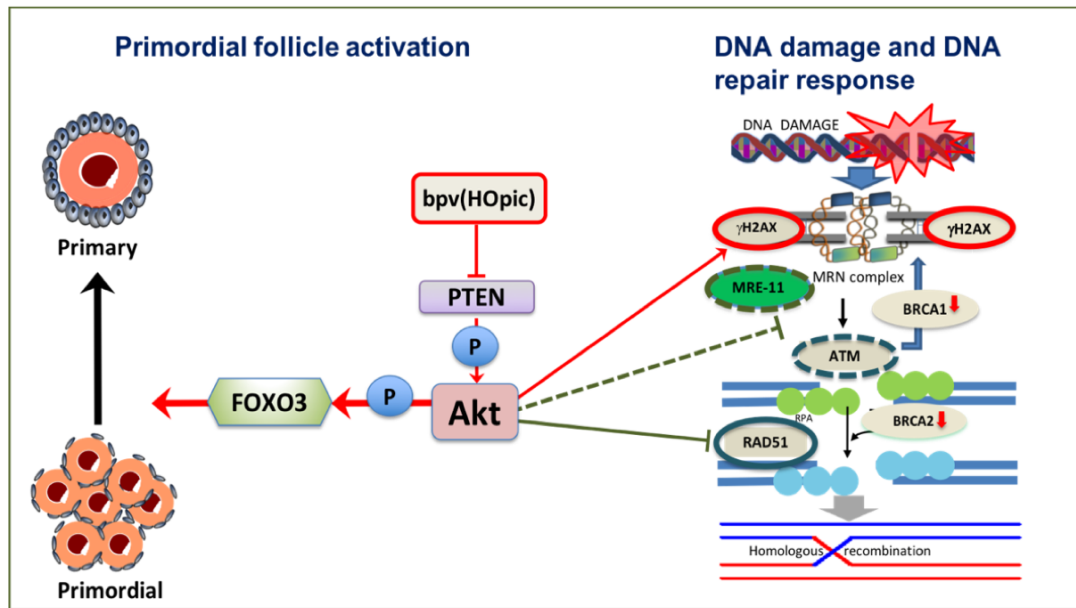 Primordial follicle activation
DNA damage and DNA
repair response
DNA DAMAGE
Primary
bpv(HOpic)
γH2AX
γH2AX
MRN complex
MRE-11
PTEN
BRCA1
P
ATM
FOXO3
P
Akt
RPA
BRCA2
RAD51
Homologous recombination
Primordial